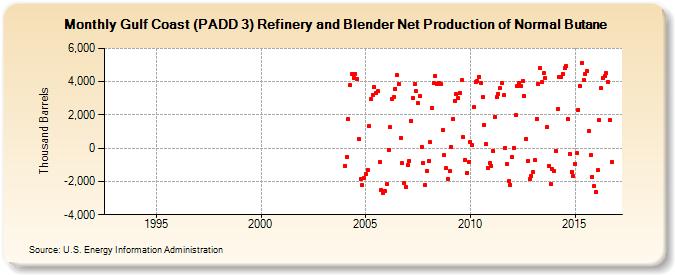 Monthly Gulf Coast (PADD 3) Refinery and Blender Net Production of Normal Butane
Thousand Barrels
6,000
4,000
2,000
0
-2,000
-4,000
1995 2000 2005 2010 2015
Source: U.S. Energy Information Administration